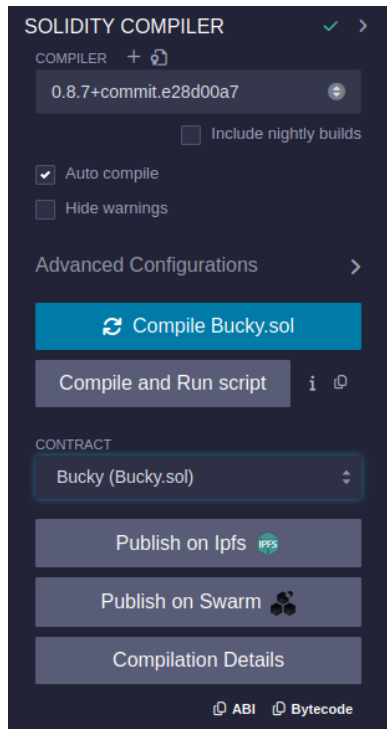 SOLIDITY COMPILER
COMPILER
0.8.7+commit.e28d00a7
Include nightly builds
Auto compile
Hide warnings
Advanced Configurations
Compile Bucky.sol
Compile and Run script i
CONTRACT
Bucky (Bucky.sol)
Publish on Ipfs IPFS
Publish on Swarm
Compilation Details
ABI Bytecode